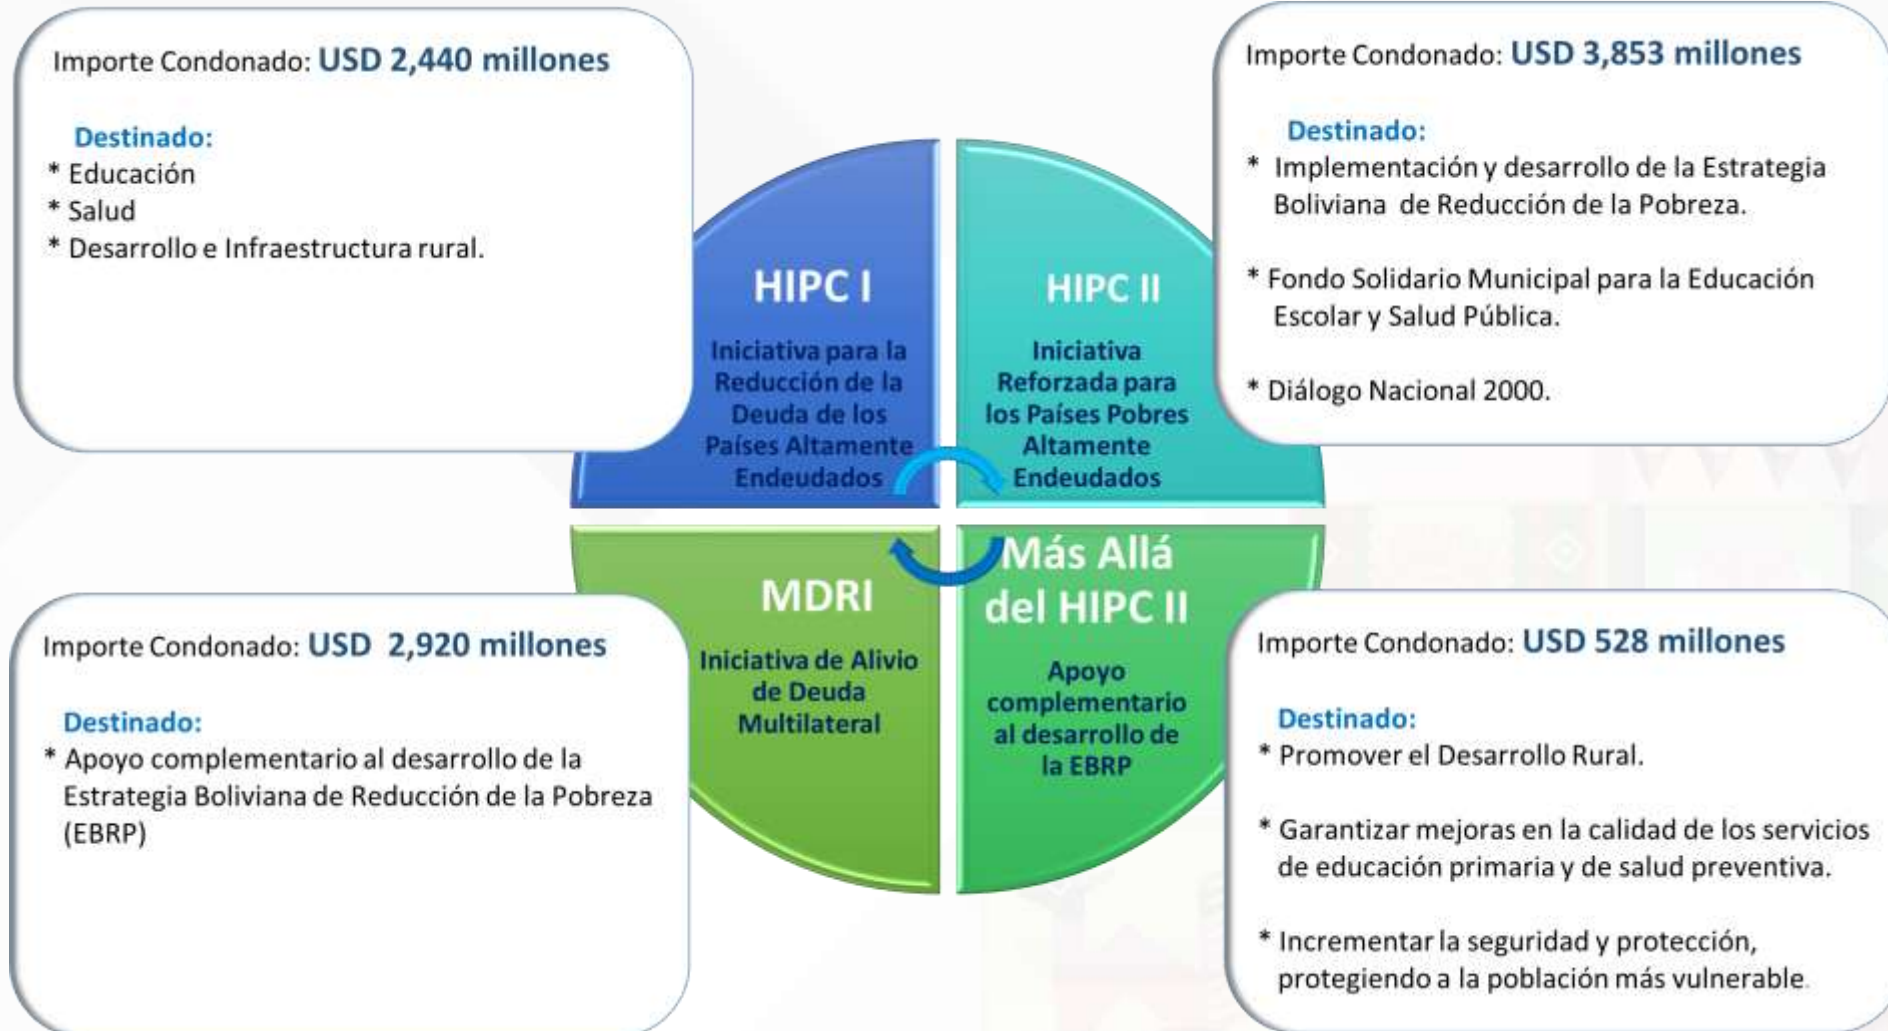 Importe Condonado: USD 2,440 millones
Destinado:
* Educación
* Salud
* Desarrollo e Infraestructura rural.
Importe Condonado: USD 3,853 millones
Destinado:
* Implementación y desarrollo de la Estrategia
Boliviana de Reducción de la Pobreza.
* Fondo Solidario Municipal para la Educación
Escolar y Salud Pública.
* Diálogo Nacional 2000.
HIPC I
Iniciativa para la
Reducción de la
Deuda de los
Países Altamente
Endeudados
HIPC II
Iniciativa
Reforzada para
los Países Pobres
Altamente
Endeudados
MDRI
Iniciativa de Alivio
de Deuda
Multilateral
Más Allá
del HIPC II
Apoyo
complementario
al desarrollo de
la EBRP
Importe Condonado: USD 2,920 millones
Destinado:
* Apoyo complementario al desarrollo de la
Estrategia Boliviana de Reducción de la Pobreza
(EBRP)
Importe Condonado: USD 528 millones
Destinado:
* Promover el Desarrollo Rural.
* Garantizar mejoras en la calidad de los servicios
de educación primaria y de salud preventiva.
* Incrementar la seguridad y protección,
protegiendo a la población más vulnerable.